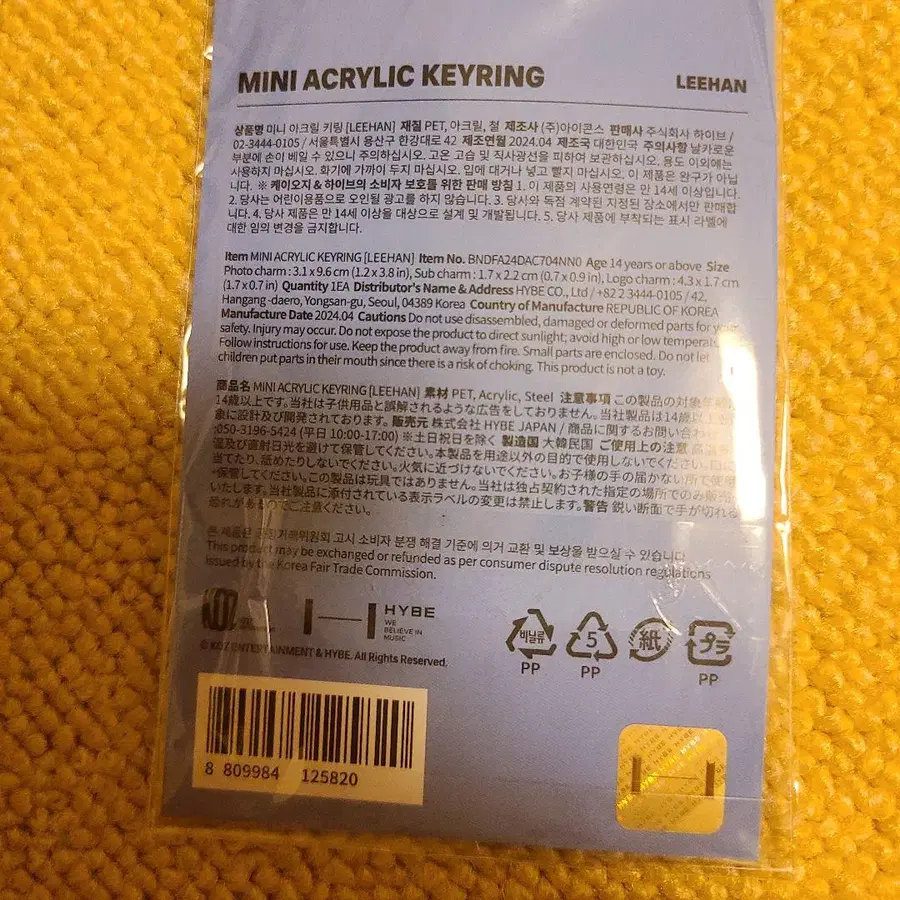 MINI ACRYLIC KEYRING
LEEHAN
상품명 미니 아크릴 키링 [LEEHAN] 재질 PET, 아크릴, 철 제조사 (주)아이콘스 판매사 주식회사 하이브 /
02-3444-0105 / 서울특별시 용산구 한강대로 42 제조연월 2024.04 제조국 대한민국 주의사항 날카로운
부분에 손이 베일 수 있으니 주의하십시오. 고온 고습 및 직사광선을 피하여 보관하십시오. 용도 이외에는
사용하지 마십시오. 화기에 가까이 두지 마십시오. 입에 대거나 넣고 빨지 마십시오. 이 제품은 완구가 아닙
니다. ※ 케이오지 & 하이브의 소비자 보호를 위한 판매 방침 1. 이 제품의 사용연령은 만 14세 이상입니다.
2. 당사는 어린이용품으로 오인될 광고를 하지 않습니다. 3. 당사와 독점 계약된 지정된 장소에서만 판매합
니다. 4. 당사 제품은 만 14세 이상을 대상으로 설계 및 개발됩니다. 5. 당사 제품에 부착되는 표시 라벨에
대한 임의 변경을 금지합니다.
Item MINI ACRYLIC KEYRING [LEEHAN] Item No. BNDFA24DAC704NN0 Age 14 years or above Size
Photo charm : 3.1 x 9.6 cm (1.2 x 3.8 in), Sub charm : 1.7 x 2.2 cm (0.7 x 0.9 in), Logo charm : 4.3 x 1.7 cm
(1.7 x 0.7 in) Quantity 1EA Distributor's Name & Address HYBE CO., Ltd / +82 2 3444-0105 / 42,
Hangang-daero, Yongsan-gu, Seoul, 04389 Korea Country of Manufacture REPUBLIC OF KOREA
Manufacture Date 2024.04 Cautions Do not use disassembled, damaged or deformed parts for your
safety. Injury may occur. Do not expose the product to direct sunlight; avoid high or low
Follow instructions for use. Keep the product away from fire. Small parts are enclosed. Do not let
children put parts in their mouth since there is a risk of choking. This product is not a toy.
商品名 MINI ACRYLIC KEYRING [LEEHAN] 素材 PET, Acrylic, Steel 注意事項 この製品の対象年齢は
14歳以上です。当社は子供用品と誤解されるような広告をしておりません。当社製品は14歳以上
象に設計及び開発されております。 販売元 株式会社 HYBE JAPAN / 商品に関するお問い合わ
:050-3196-5424 (平日 10:00-17:00) ※土日祝日を除く 製造国 大韓民国 ご使用上の注意
温及び直射日光を避けて保管してください。本製品を用途以外の目的で使用しないでください。
当てたり、舐めたりしないでください。火気に近づけないでください。お子様の手の届かない所で使
保管してください。この製品は玩具ではありません。当社は独占契約された指定の場所でのみ販売
いたします。当社製品に添付されている表示ラベルの変更は禁止します。警告 鋭い断面で手が切れる
恐れがあるのでご注意ください。
본 제품은 공정거래위원회 고시 소비자 분쟁 해결 기준에 의거 교환 및 보상을 받으실 수 있습니다.
This product may be exchanged or refunded as per consumer dispute resolution regulations
issued by the Korea Fair Trade Commission.
KOZ
HYBE
WE
BELIEVE IN
MUSIC
© KOZ ENTERTAINMENT & HYBE. All Rights Reserved.
비닐류
PP
5
PP
紙
プラ
PP
8 809984 125820
HYBE